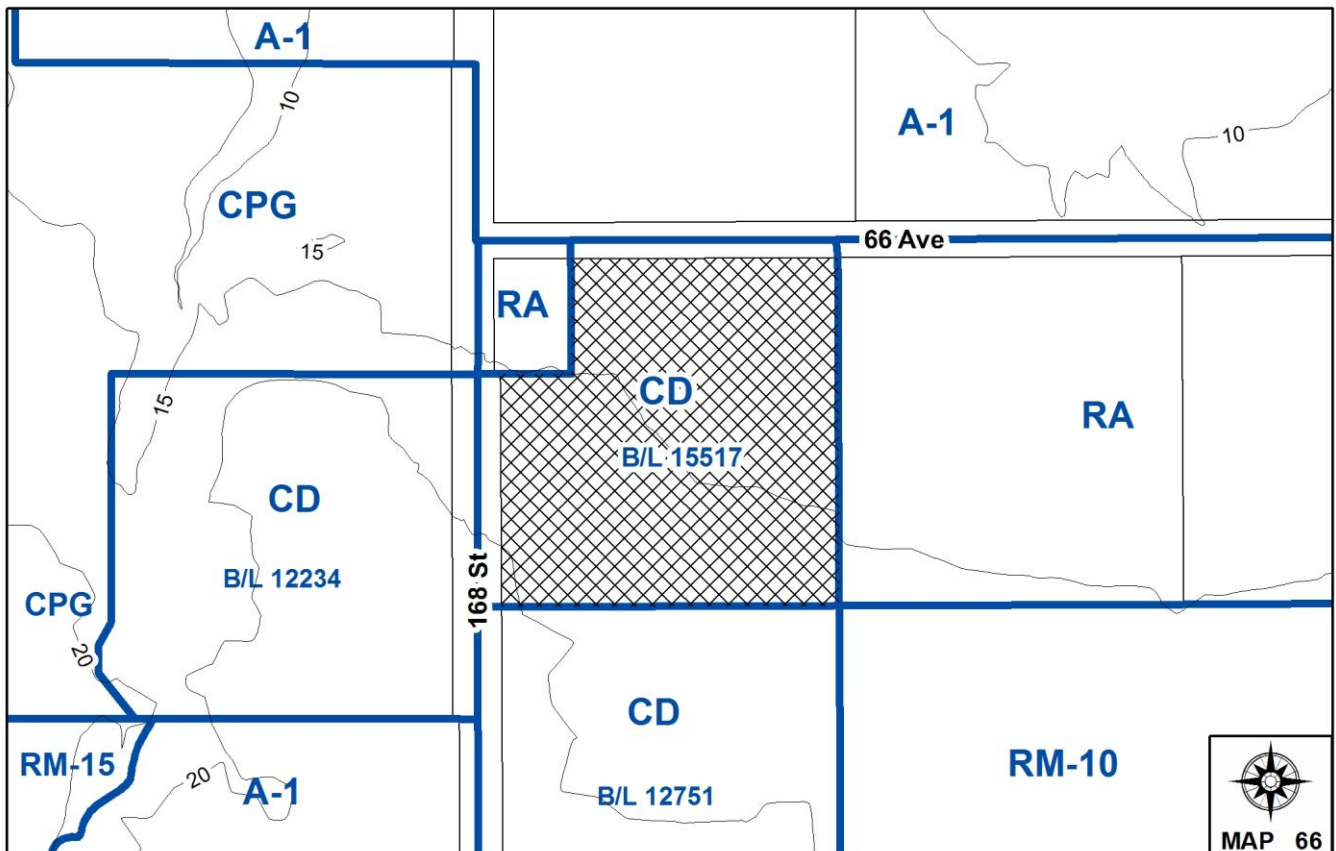 A-1
10
A-1
10
CPG
15
66 Ave
RA
CD
15
RA
B/L 15517
CD
B/L 12234
168 St
CPG
20
CD
RM-15
20
A-1
RM-10
B/L 12751
MAP 66